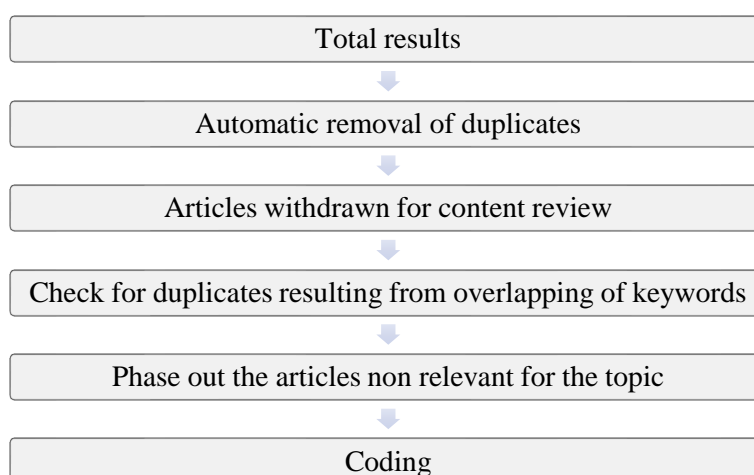 Total results
Automatic removal of duplicates
Articles withdrawn for content review
Check for duplicates resulting from overlapping of keywords
Phase out the articles non relevant for the topic
Coding